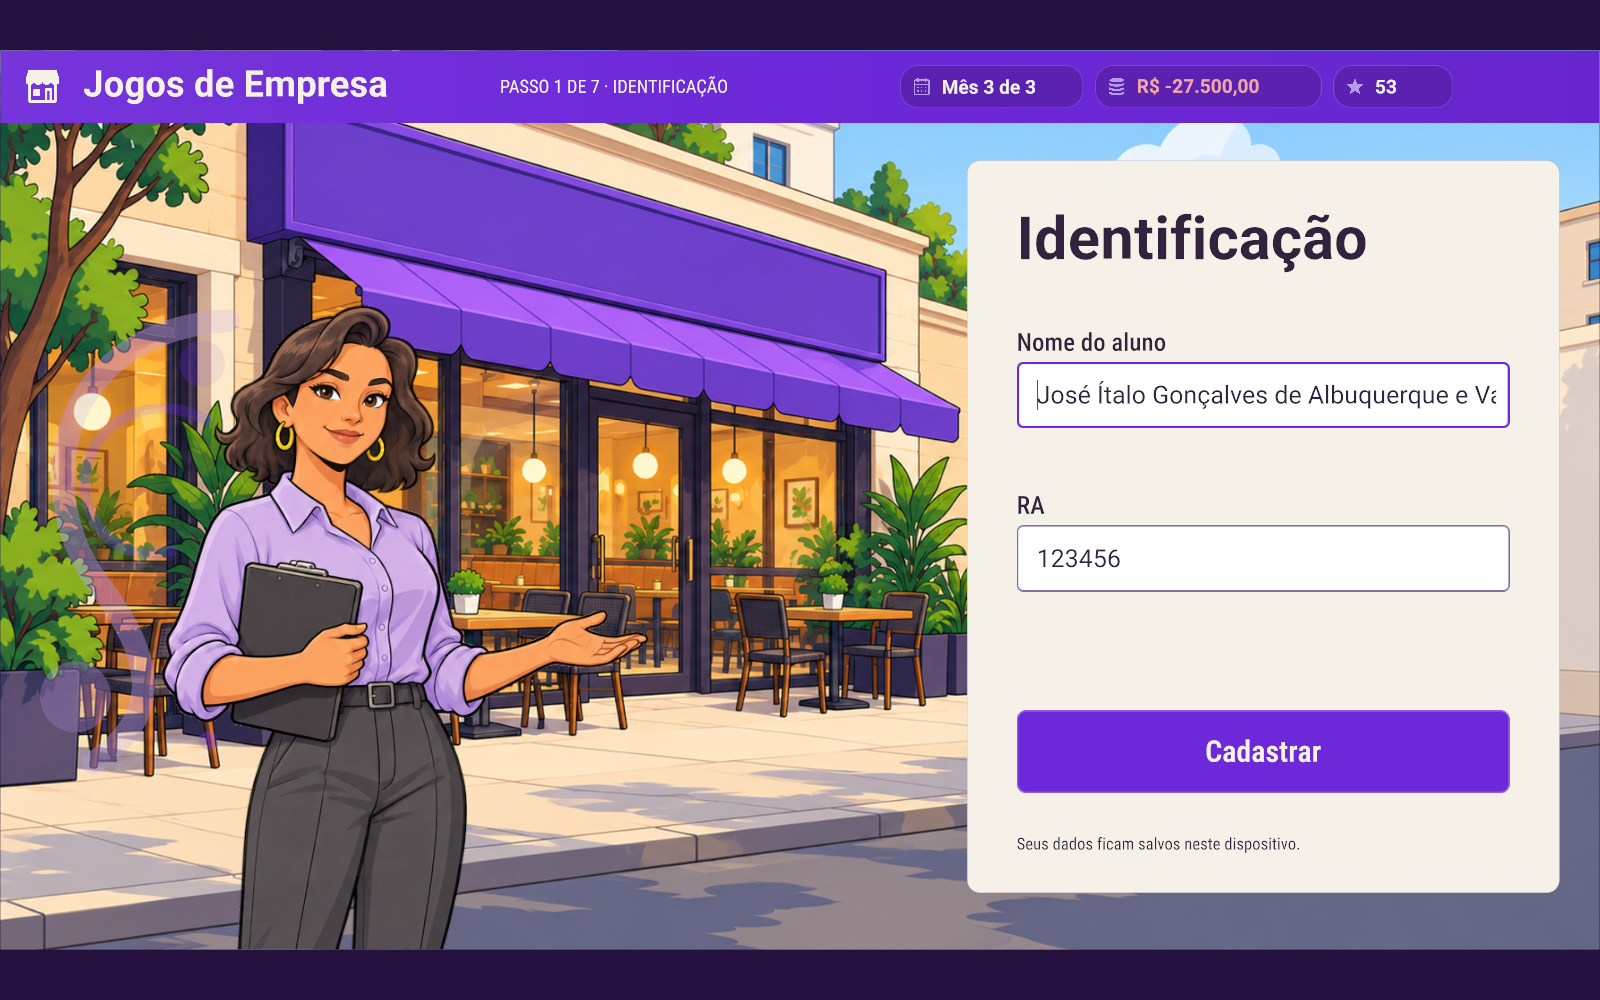 Jogos de Empresa
PASSO 1 DE 7 · IDENTIFICAÇÃO
Mês 3 de 3
R$ -27.500,00
53
Identificação
Nome do aluno
José Ítalo Gonçalves de Albuquerque e Va
RA
123456
Cadastrar
Seus dados ficam salvos neste dispositivo.